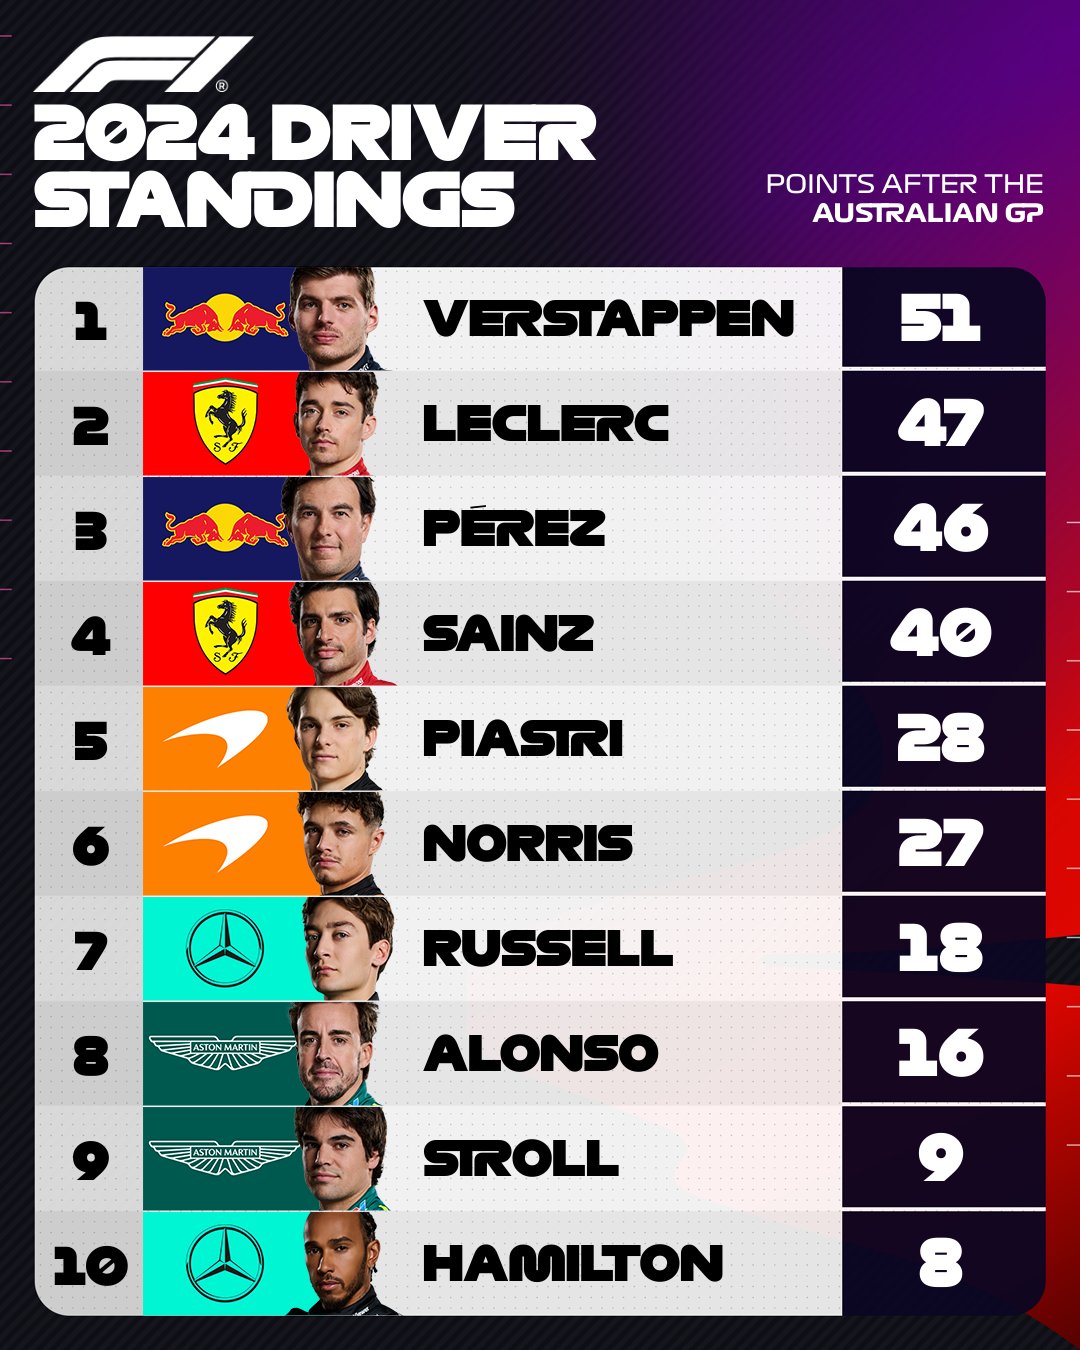 F1®
2024 DRIVER
STANDINGS
POINTS AFTER THE
AUSTRALIAN GP
1 VERSTAPPEN 51
2 S F LECLERC 47
3 PÉREZ 46
4 S F SAINZ 40
5 PIASTRI 28
6 NORRIS 27
7 RUSSELL 18
8 ASTON MARTIN ALONSO 16
9 ASTON MARTIN STROLL 9
10 HAMILTON 8